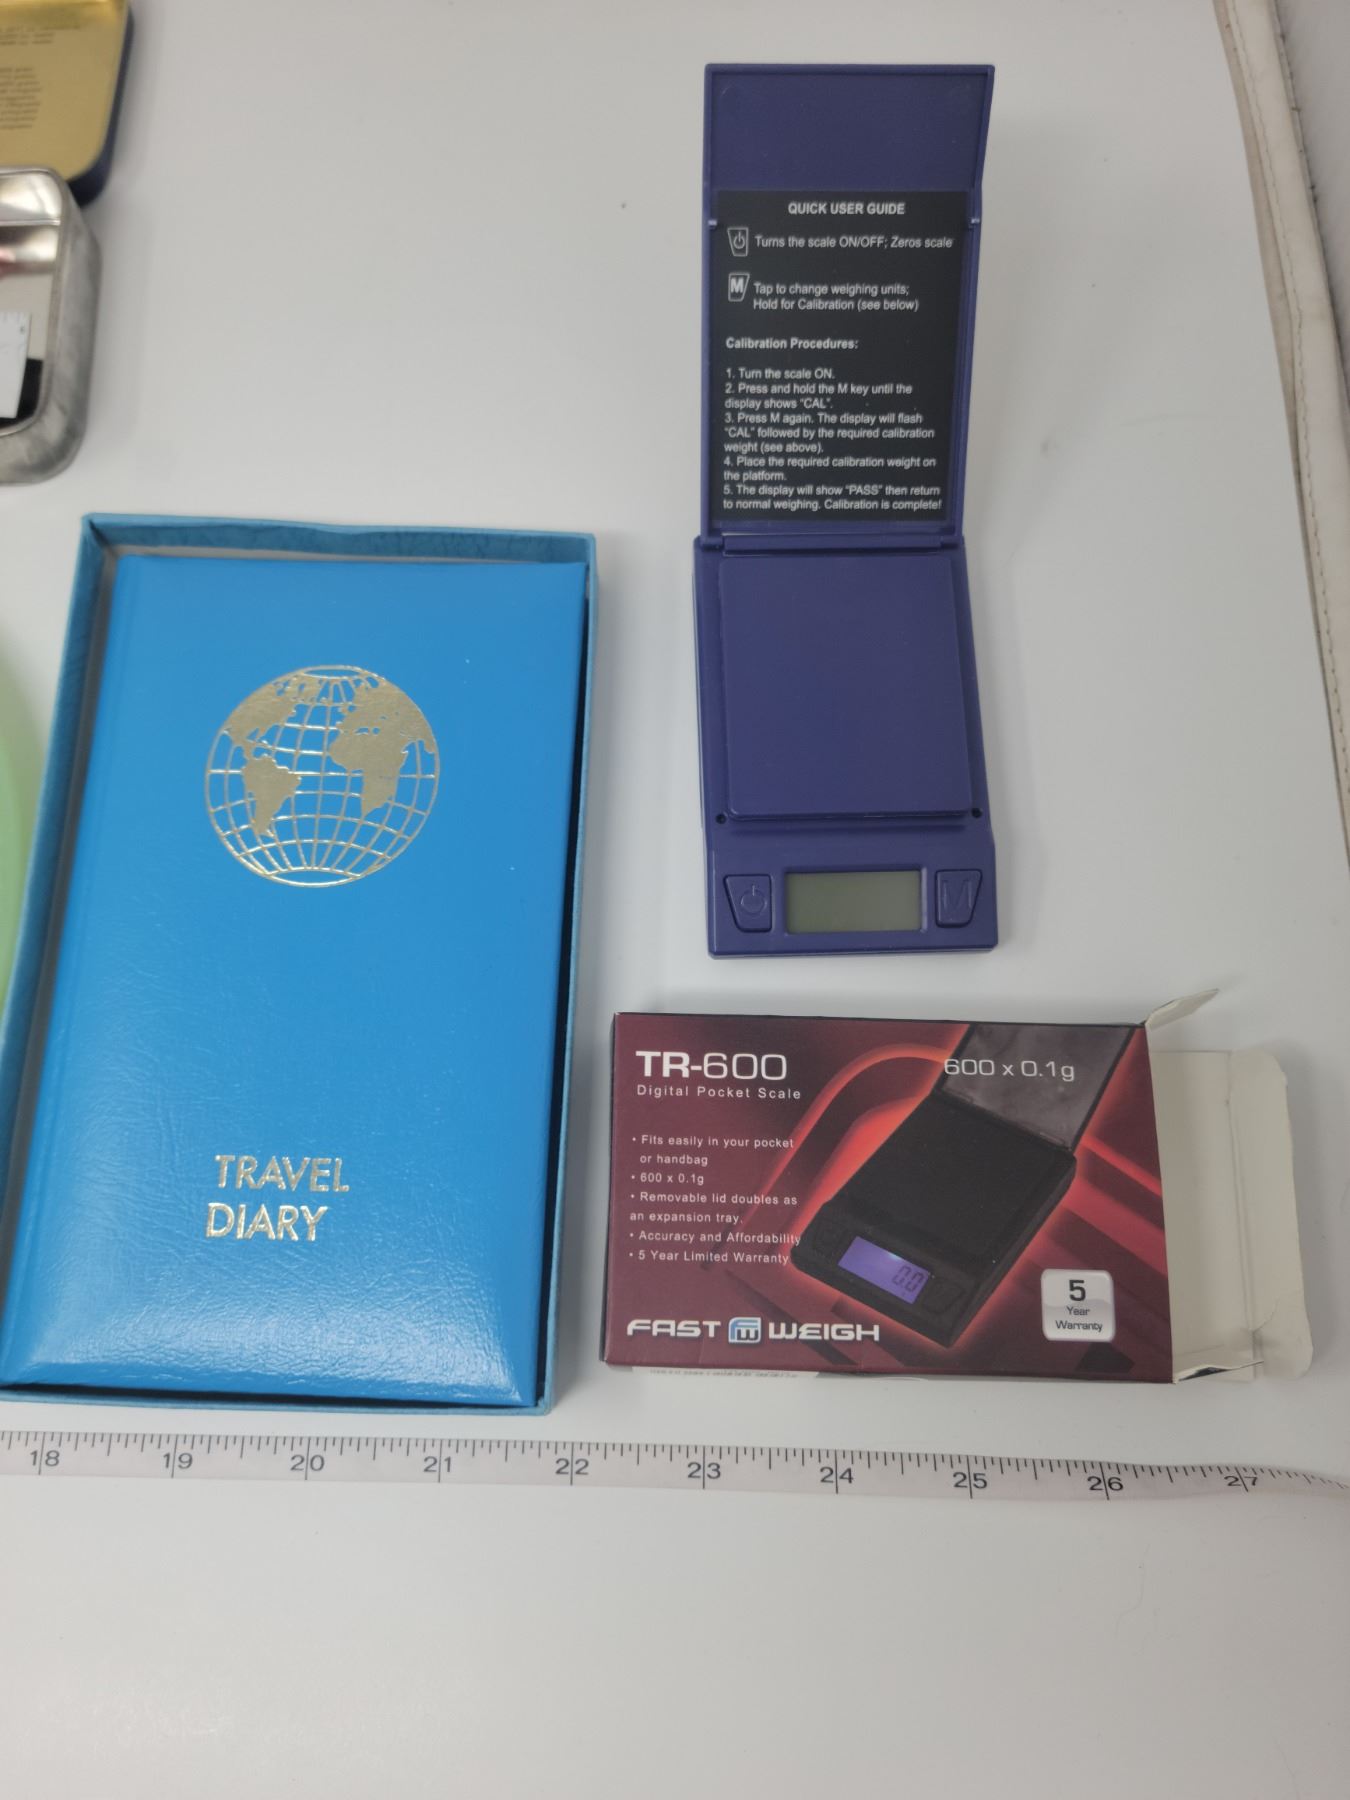 QUICK USER GUIDE
Turns the scale ON/OFF; Zeros scale
M
Tap to change weighing units;
Hold for Calibration (see below)
Calibration Procedures:
1. Turn the scale ON.
2. Press and hold the M key until the
display shows "CAL".
3. Press M again. The display will flash
"CAL" followed by the required calibration
weight (see above).
4. Place the required calibration weight on
the platform.
5. The display will show "PASS" then return
to normal weighing. Calibration is complete!
M
TRAVEL
DIARY
TR-600
Digital Pocket Scale
600 x 0.1g
• Fits easily in your pocket
or handbag
• 600 x 0.1g
• Removable lid doubles as
an expansion tray.
• Accuracy and Affordability
• 5 Year Limited Warranty
0.0
5
Year
Warranty
FAST FW WEIGH
18 19 20 21 22 23 24 25 26 27